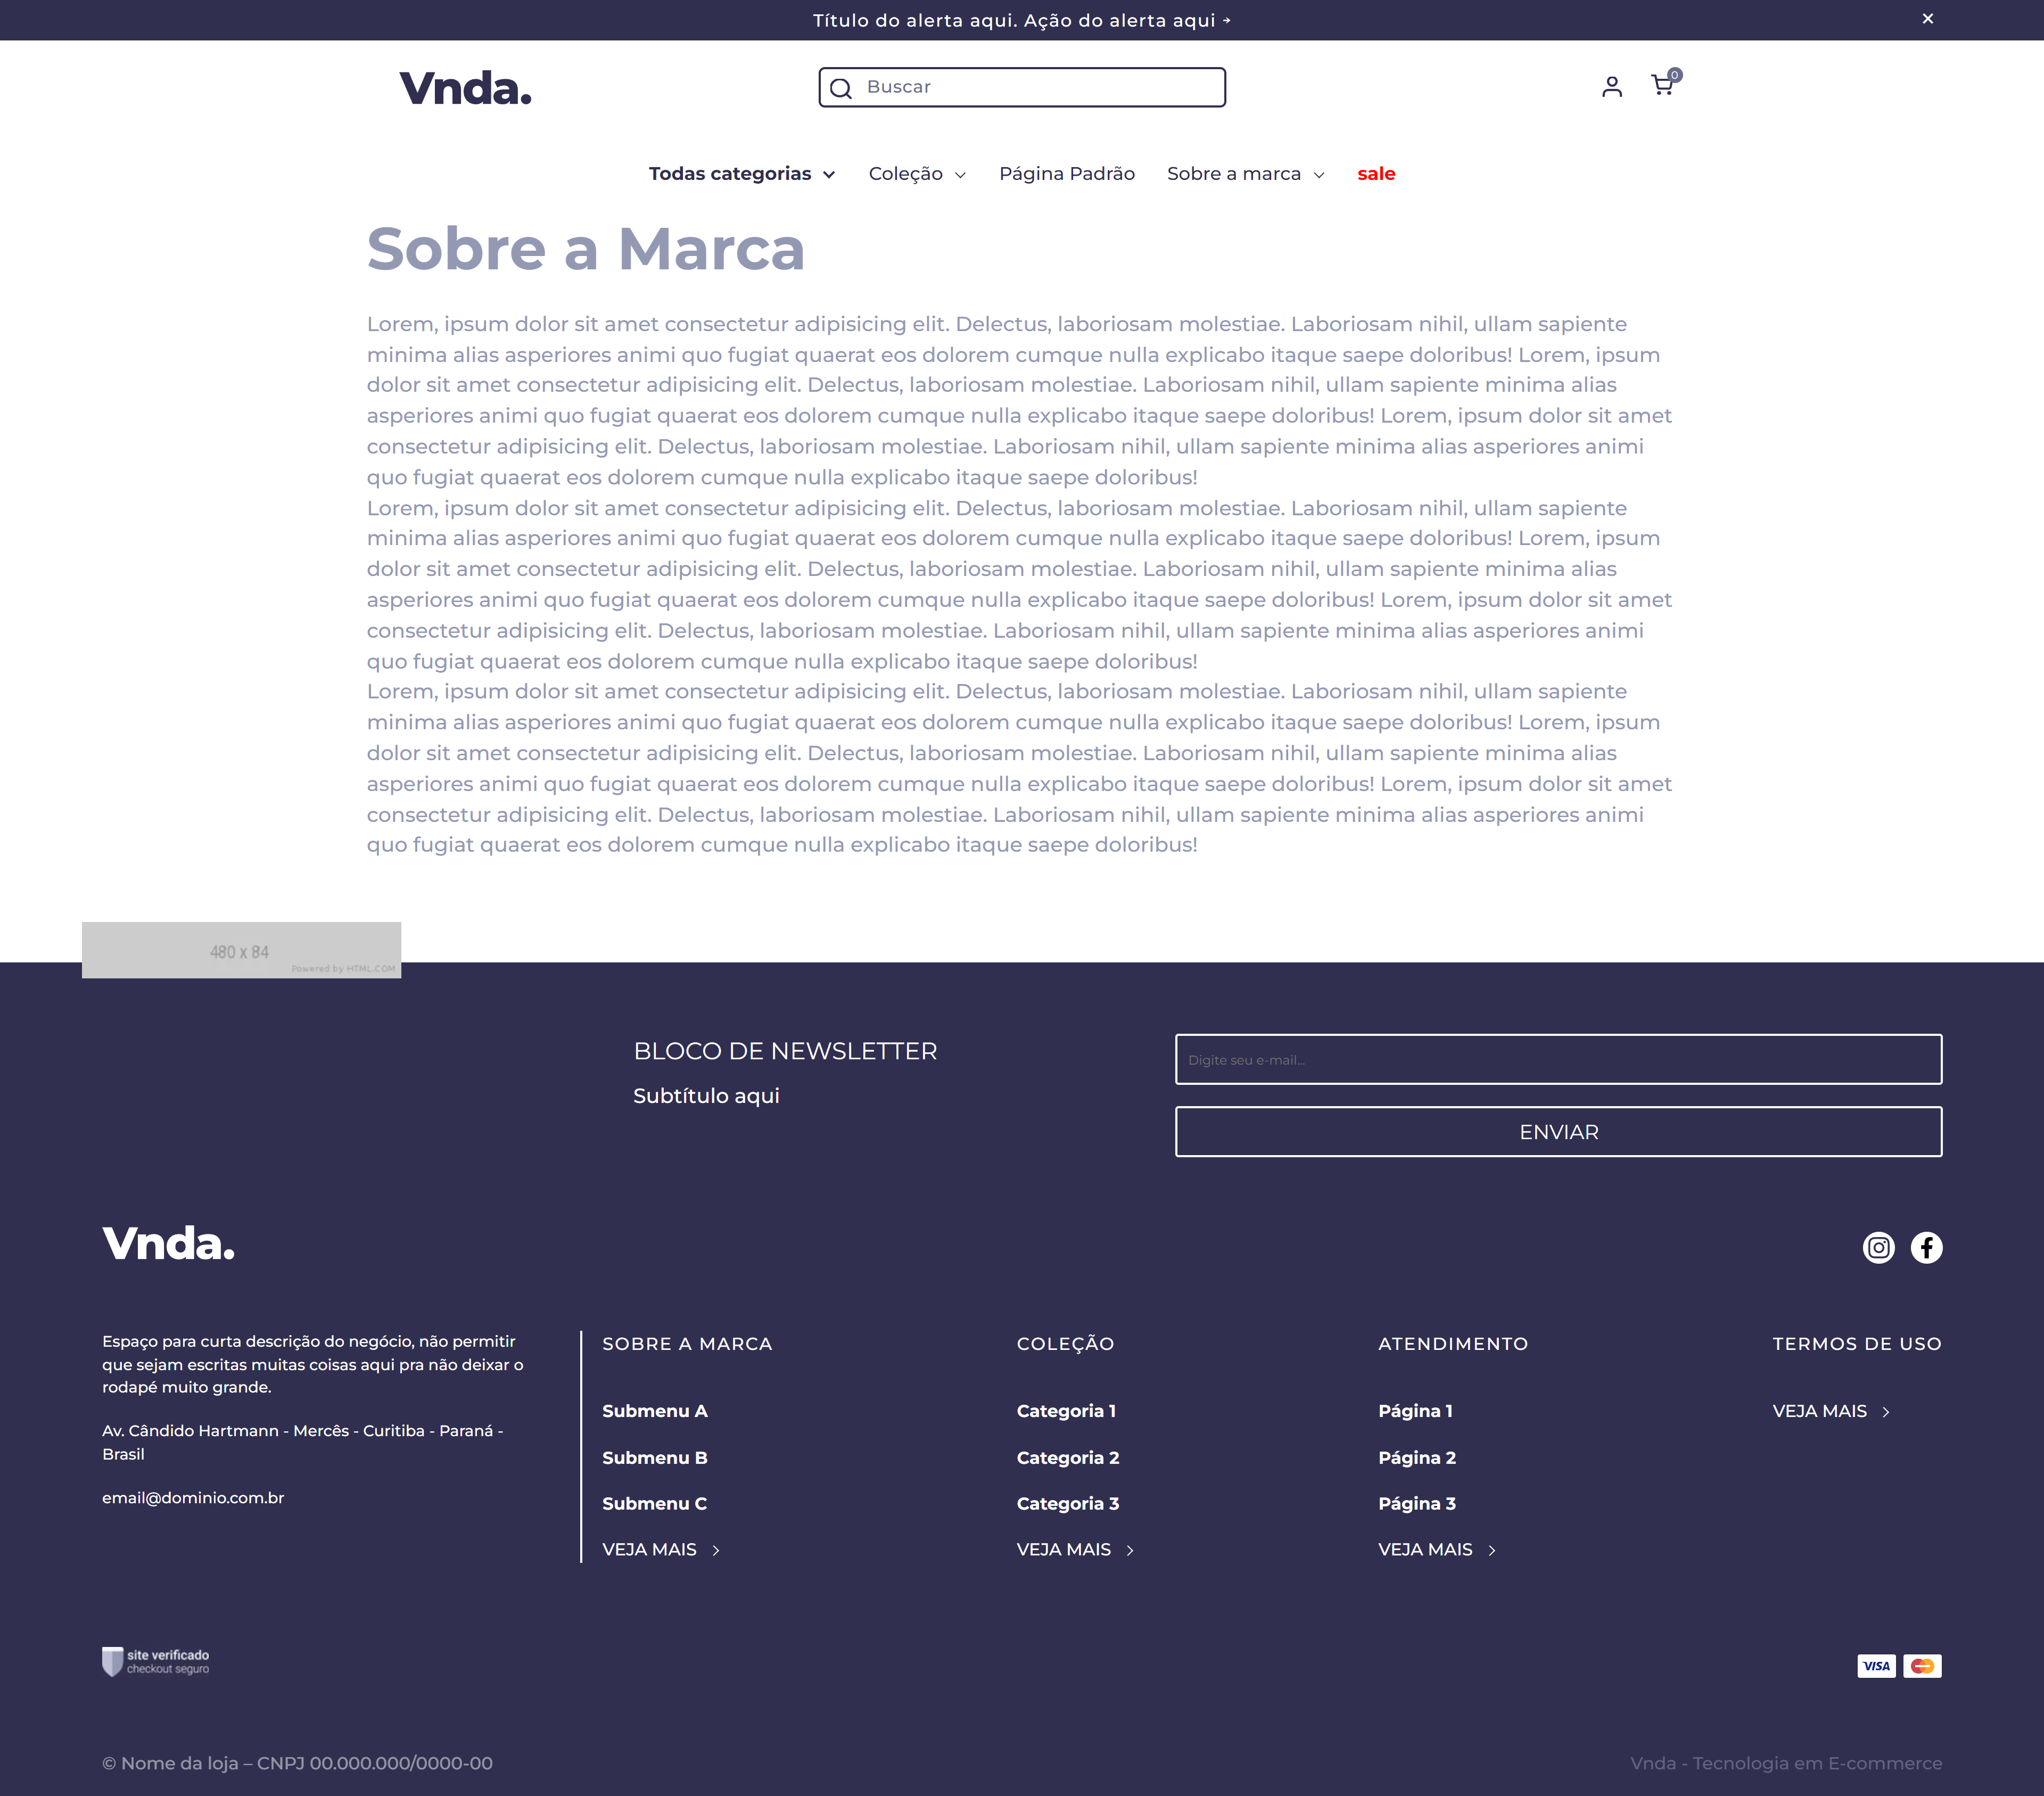 Título do alerta aqui. Ação do alerta aqui →
Vnda.
Buscar
0
Todas categorias
Coleção
Página Padrão
Sobre a marca
sale
Sobre a Marca
Lorem, ipsum dolor sit amet consectetur adipisicing elit. Delectus, laboriosam molestiae. Laboriosam nihil, ullam sapiente
minima alias asperiores animi quo fugiat quaerat eos dolorem cumque nulla explicabo itaque saepe doloribus! Lorem, ipsum
dolor sit amet consectetur adipisicing elit. Delectus, laboriosam molestiae. Laboriosam nihil, ullam sapiente minima alias
asperiores animi quo fugiat quaerat eos dolorem cumque nulla explicabo itaque saepe doloribus! Lorem, ipsum dolor sit amet
consectetur adipisicing elit. Delectus, laboriosam molestiae. Laboriosam nihil, ullam sapiente minima alias asperiores animi
quo fugiat quaerat eos dolorem cumque nulla explicabo itaque saepe doloribus!
Lorem, ipsum dolor sit amet consectetur adipisicing elit. Delectus, laboriosam molestiae. Laboriosam nihil, ullam sapiente
minima alias asperiores animi quo fugiat quaerat eos dolorem cumque nulla explicabo itaque saepe doloribus! Lorem, ipsum
dolor sit amet consectetur adipisicing elit. Delectus, laboriosam molestiae. Laboriosam nihil, ullam sapiente minima alias
asperiores animi quo fugiat quaerat eos dolorem cumque nulla explicabo itaque saepe doloribus! Lorem, ipsum dolor sit amet
consectetur adipisicing elit. Delectus, laboriosam molestiae. Laboriosam nihil, ullam sapiente minima alias asperiores animi
quo fugiat quaerat eos dolorem cumque nulla explicabo itaque saepe doloribus!
Lorem, ipsum dolor sit amet consectetur adipisicing elit. Delectus, laboriosam molestiae. Laboriosam nihil, ullam sapiente
minima alias asperiores animi quo fugiat quaerat eos dolorem cumque nulla explicabo itaque saepe doloribus! Lorem, ipsum
dolor sit amet consectetur adipisicing elit. Delectus, laboriosam molestiae. Laboriosam nihil, ullam sapiente minima alias
asperiores animi quo fugiat quaerat eos dolorem cumque nulla explicabo itaque saepe doloribus! Lorem, ipsum dolor sit amet
consectetur adipisicing elit. Delectus, laboriosam molestiae. Laboriosam nihil, ullam sapiente minima alias asperiores animi
quo fugiat quaerat eos dolorem cumque nulla explicabo itaque saepe doloribus!
480 x 84
Powered by HTML.COM
BLOCO DE NEWSLETTER
Subtítulo aqui
Digite seu e-mail...
ENVIAR
Vnda.
Espaço para curta descrição do negócio, não permitir
que sejam escritas muitas coisas aqui pra não deixar o
rodapé muito grande.
Av. Cândido Hartmann - Mercês - Curitiba - Paraná -
Brasil
email@dominio.com.br
SOBRE A MARCA
Submenu A
Submenu B
Submenu C
VEJA MAIS
COLEÇÃO
Categoria 1
Categoria 2
Categoria 3
VEJA MAIS
ATENDIMENTO
Página 1
Página 2
Página 3
VEJA MAIS
TERMOS DE USO
VEJA MAIS
site verificado
checkout seguro
VISA
© Nome da loja – CNPJ 00.000.000/0000-00
Vnda - Tecnologia em E-commerce